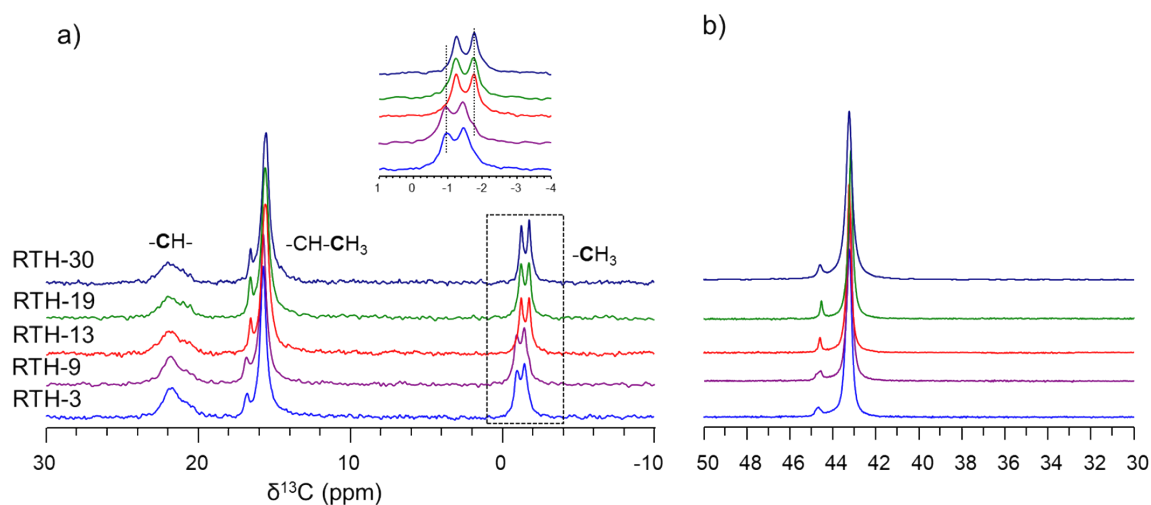 a)
b)
1 0 -1 -2 -3 -4
-CH-
-CH-CH₃
-CH₃
RTH-30
RTH-19
RTH-13
RTH-9
RTH-3
30 20 10 0 -10
δ¹³C (ppm)
50 48 46 44 42 40 38 36 34 32 30